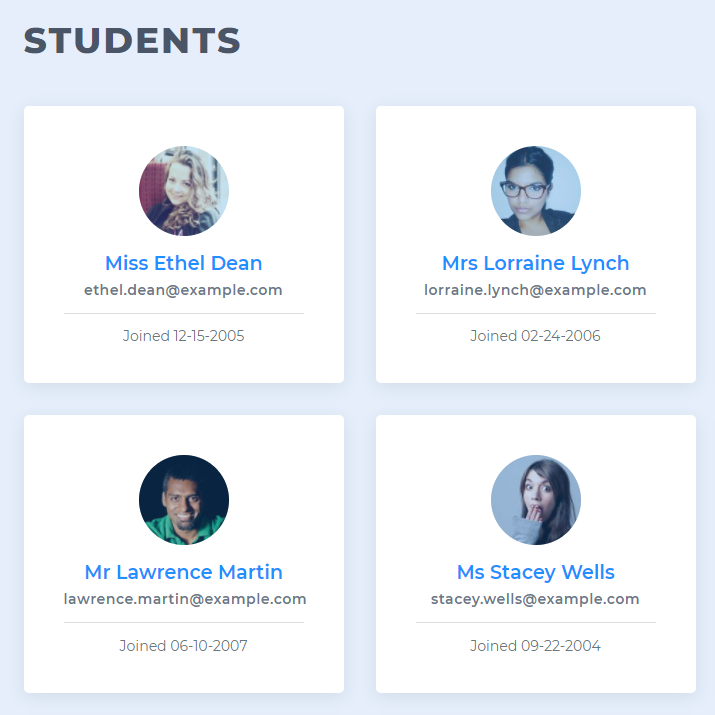 STUDENTS
Miss Ethel Dean
ethel.dean@example.com
Joined 12-15-2005
Mrs Lorraine Lynch
lorraine.lynch@example.com
Joined 02-24-2006
Mr Lawrence Martin
lawrence.martin@example.com
Joined 06-10-2007
Ms Stacey Wells
stacey.wells@example.com
Joined 09-22-2004